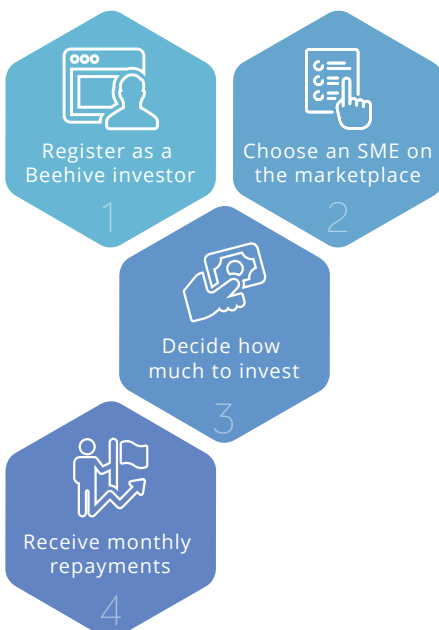 Register as a
Beehive investor
1
Choose an SME on
the marketplace
2
Decide how
much to invest
3
Receive monthly
repayments
4